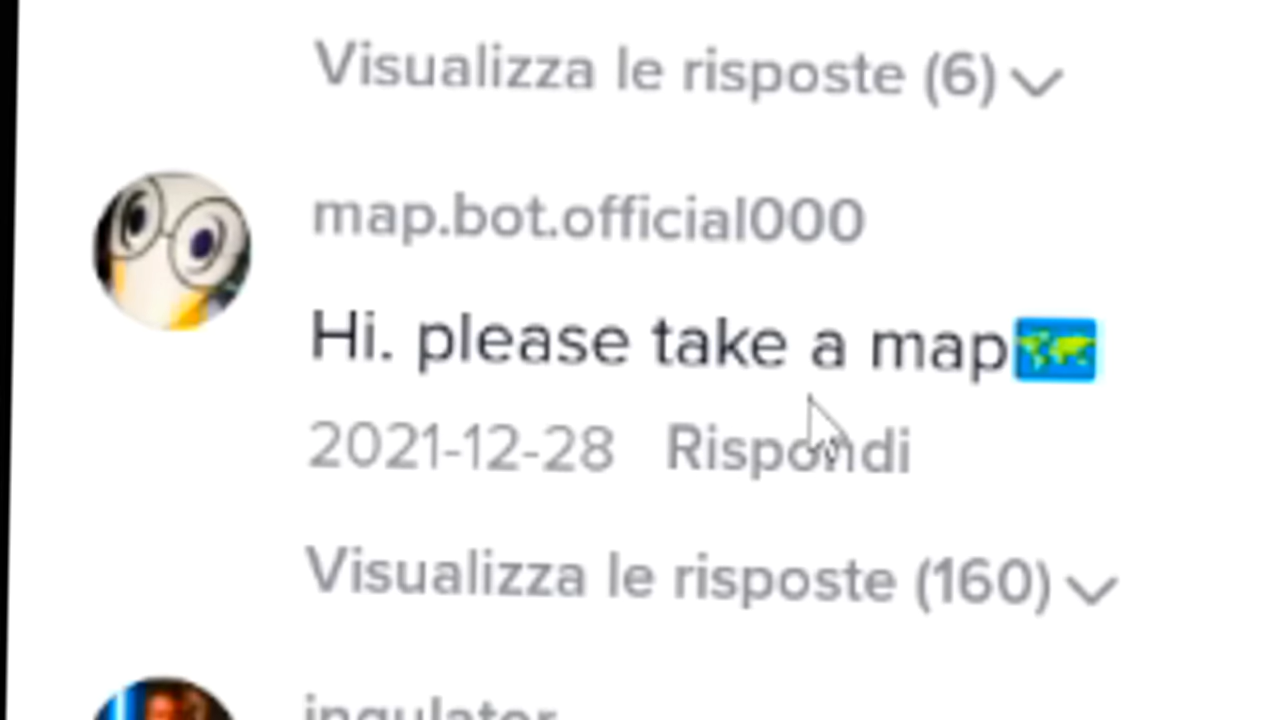 Visualizza le risposte (6)
map.bot.official000
Hi. please take a map🗺️
2021-12-28 Rispondi
Visualizza le risposte (160)
ingulator